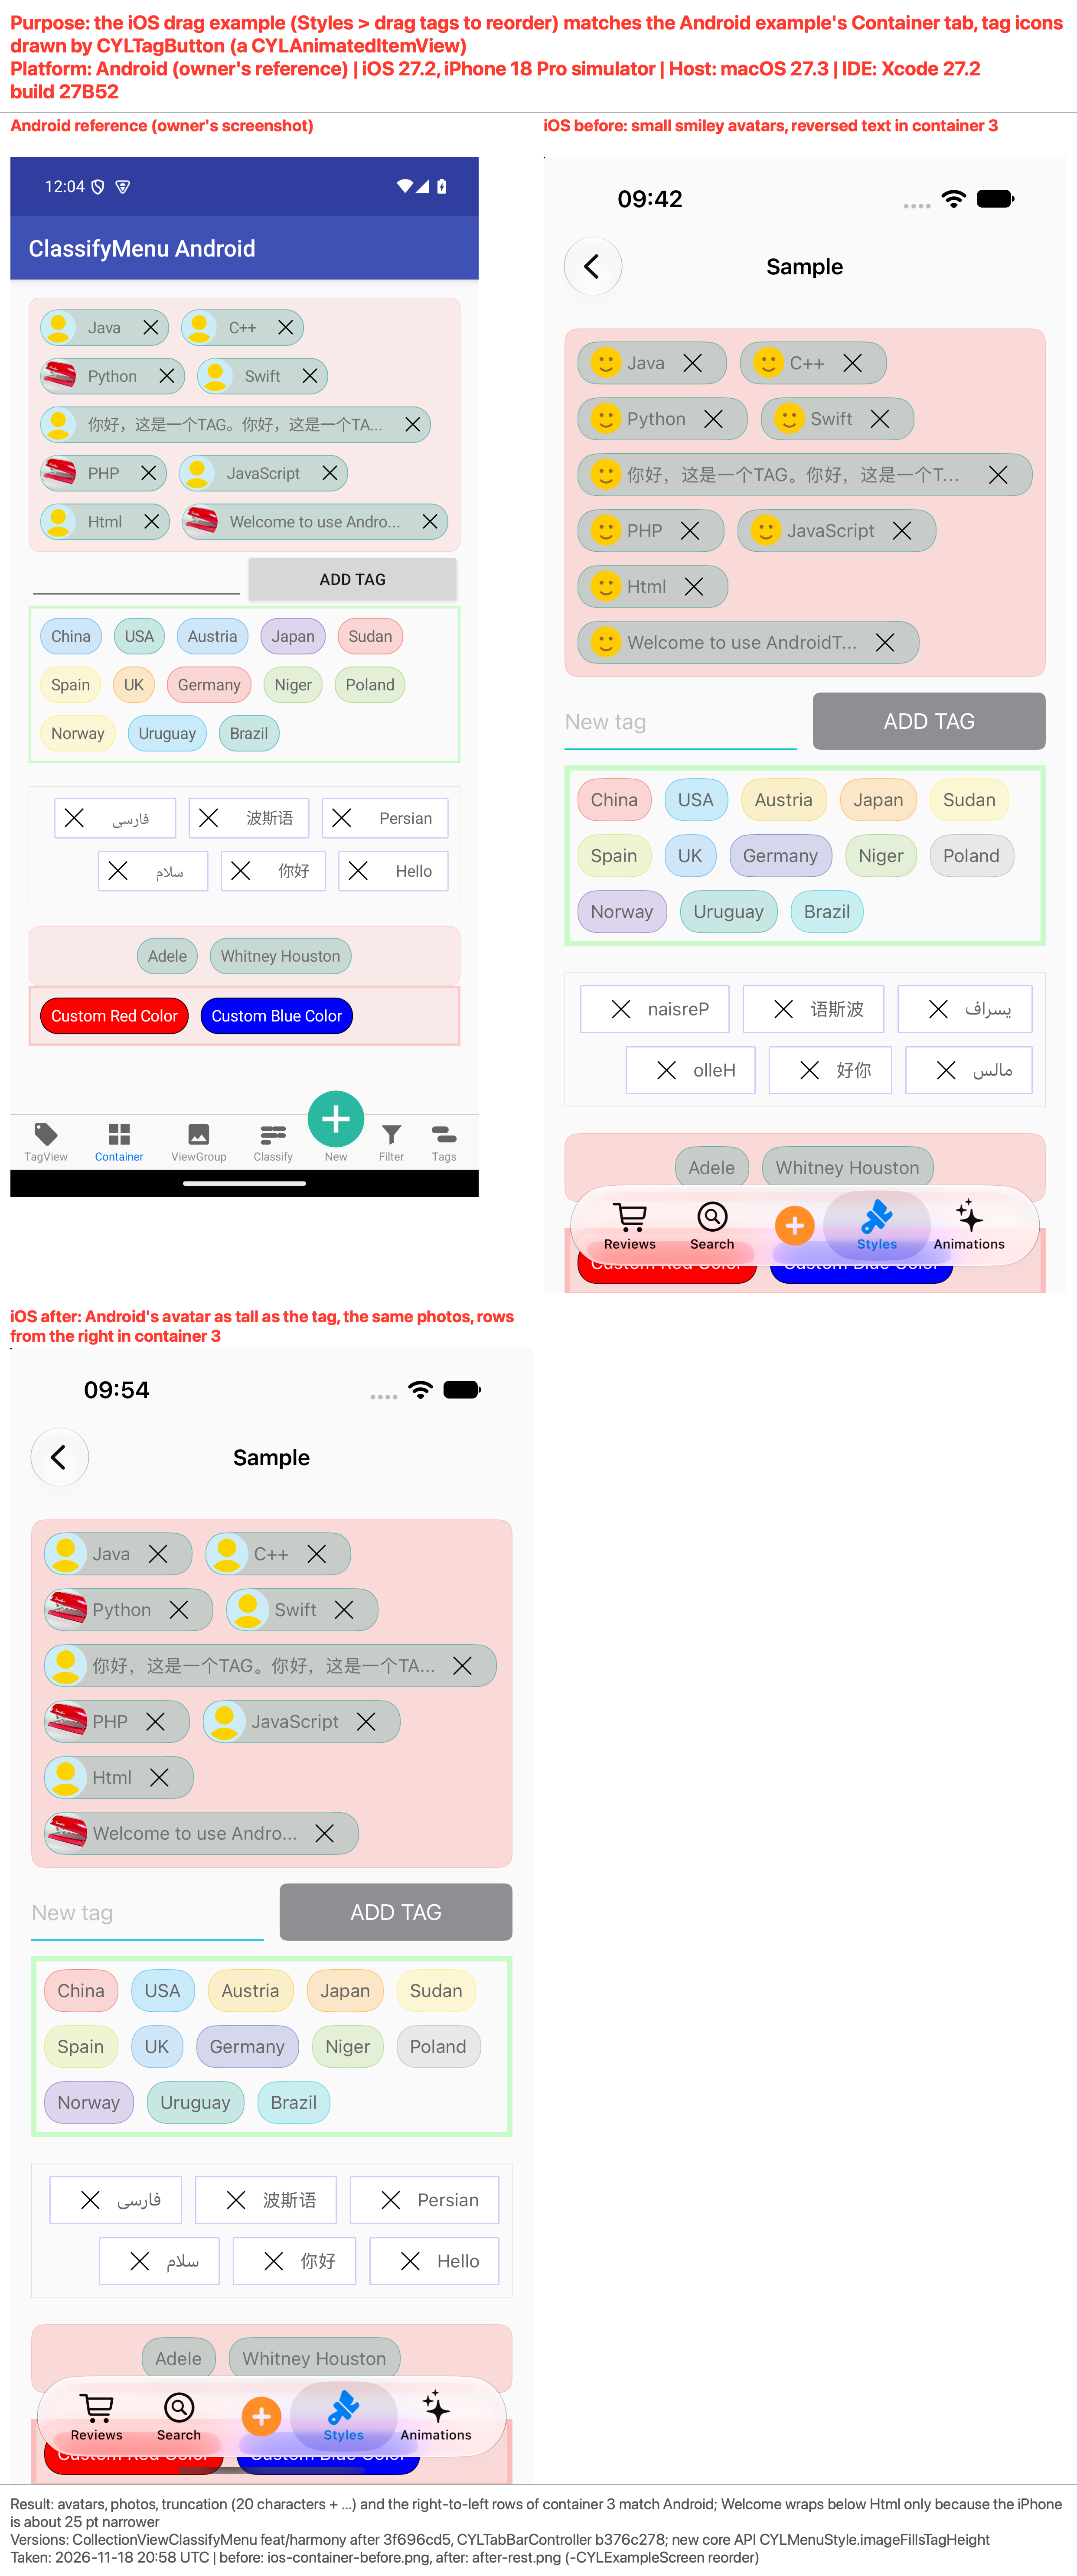 Purpose: the iOS drag example (Styles > drag tags to reorder) matches the Android example's Container tab, tag icons
drawn by CYLTagButton (a CYLAnimatedItemView)
Platform: Android (owner's reference) | iOS 27.2, iPhone 18 Pro simulator | Host: macOS 27.3 | IDE: Xcode 27.2
build 27B52
Android reference (owner's screenshot)
12:04
ClassifyMenu Android
Java
C++
Python
Swift
你好，这是一个TAG。你好，这是一个TA...
PHP
JavaScript
Html
Welcome to use Andro...
ADD TAG
China
USA
Austria
Japan
Sudan
Spain
UK
Germany
Niger
Poland
Norway
Uruguay
Brazil
فارسی
波斯语
Persian
سلام
你好
Hello
Adele
Whitney Houston
Custom Red Color
Custom Blue Color
TagView
Container
ViewGroup
Classify
New
Filter
Tags
iOS before: small smiley avatars, reversed text in container 3
09:42
Sample
Java
C++
Python
Swift
你好，这是一个TAG。你好，这是一个T...
PHP
JavaScript
Html
Welcome to use AndroidT...
New tag
ADD TAG
China
USA
Austria
Japan
Sudan
Spain
UK
Germany
Niger
Poland
Norway
Uruguay
Brazil
naisreP
语斯波
یسراف
olleH
好你
مالس
Adele
Whitney Houston
Custom Red Color
Custom Blue Color
Reviews
Search
Styles
Animations
iOS after: Android's avatar as tall as the tag, the same photos, rows
from the right in container 3
09:54
Sample
Java
C++
Python
Swift
你好，这是一个TAG。你好，这是一个TA...
PHP
JavaScript
Html
Welcome to use Andro...
New tag
ADD TAG
China
USA
Austria
Japan
Sudan
Spain
UK
Germany
Niger
Poland
Norway
Uruguay
Brazil
فارسی
波斯语
Persian
سلام
你好
Hello
Adele
Whitney Houston
Custom Red Color
Custom Blue Color
Reviews
Search
Styles
Animations
Result: avatars, photos, truncation (20 characters + ...) and the right-to-left rows of container 3 match Android; Welcome wraps below Html only because the iPhone
is about 25 pt narrower
Versions: CollectionViewClassifyMenu feat/harmony after 3f696cd5, CYLTabBarController b376c278; new core API CYLMenuStyle.imageFillsTagHeight
Taken: 2026-11-18 20:58 UTC | before: ios-container-before.png, after: after-rest.png (-CYLExampleScreen reorder)